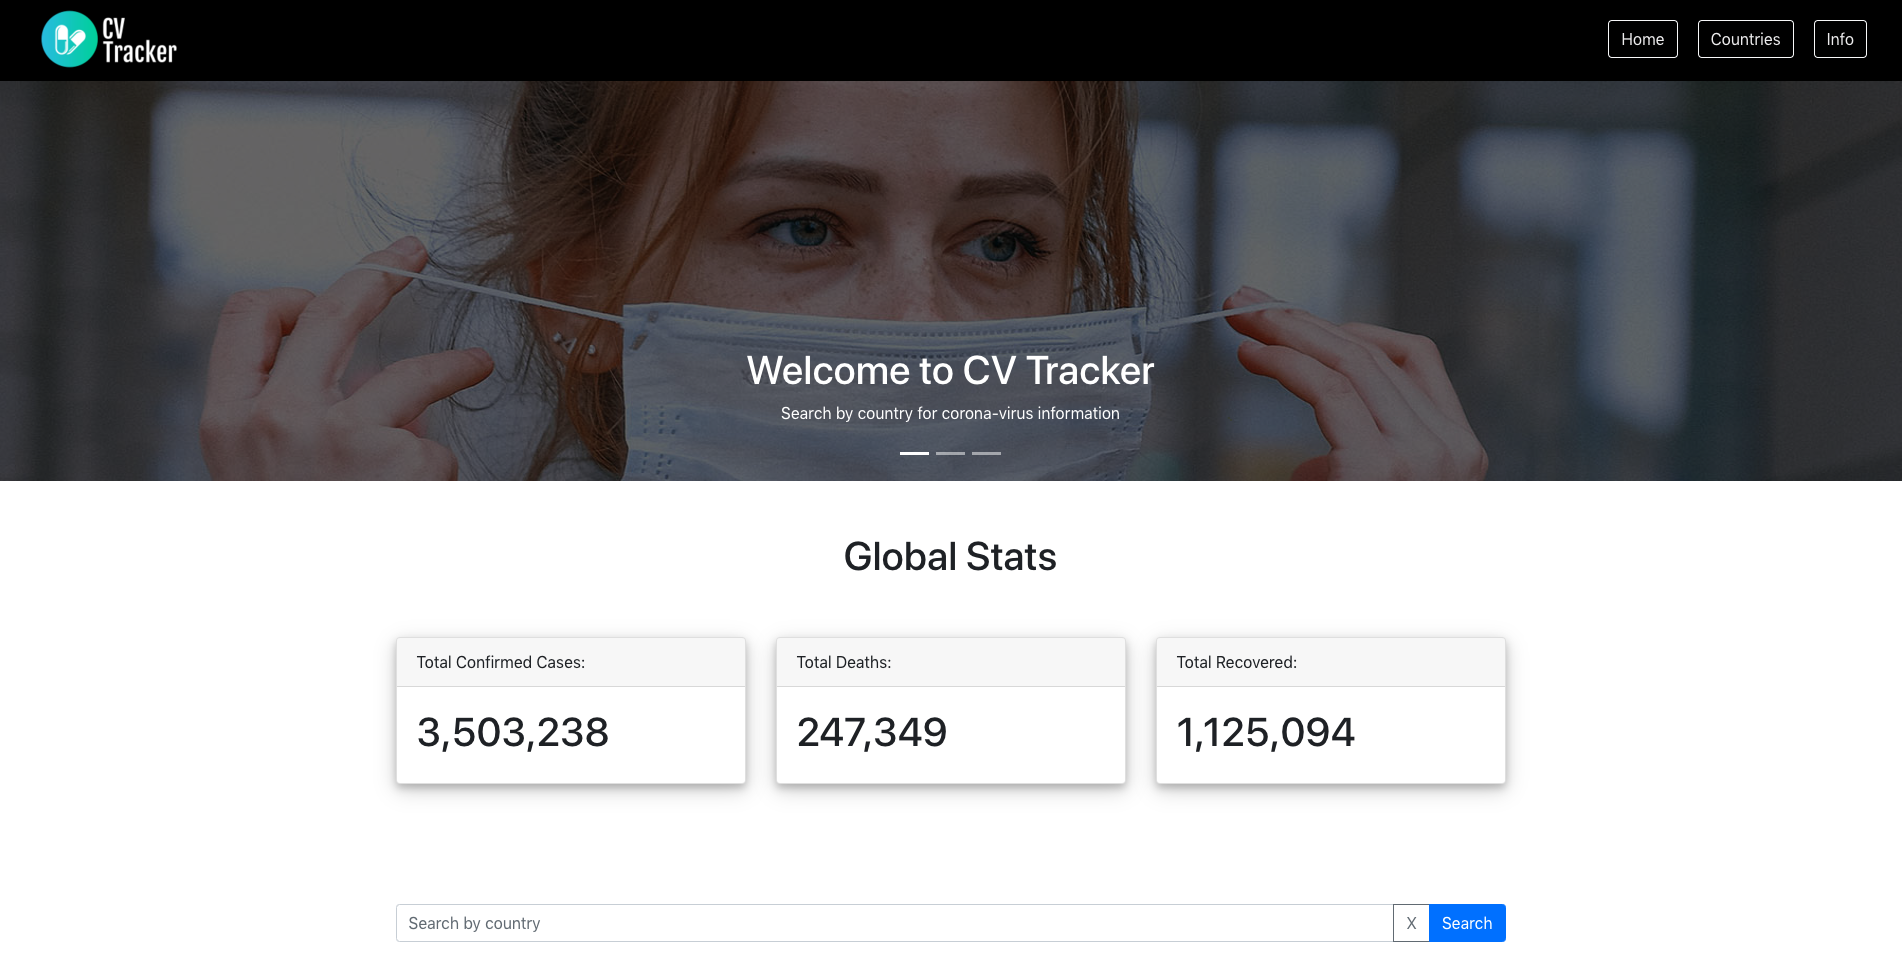 CV
Tracker
Home
Countries
Info
Welcome to CV Tracker
Search by country for corona-virus information
Global Stats
Total Confirmed Cases:
3,503,238
Total Deaths:
247,349
Total Recovered:
1,125,094
Search by country
X
Search